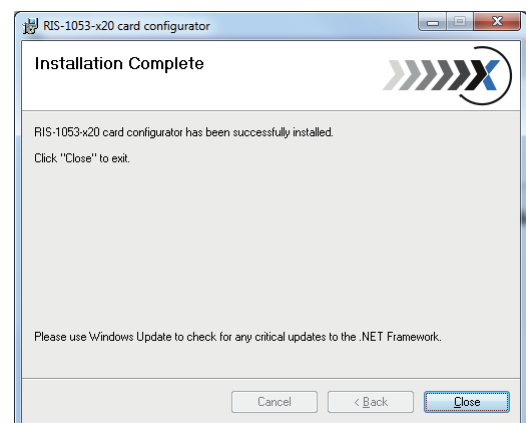 RIS-1053-x20 card configurator
Installation Complete
RIS-1053-x20 card configurator has been successfully installed.
Click "Close" to exit.
Please use Windows Update to check for any critical updates to the .NET Framework.
Cancel
< Back
Close